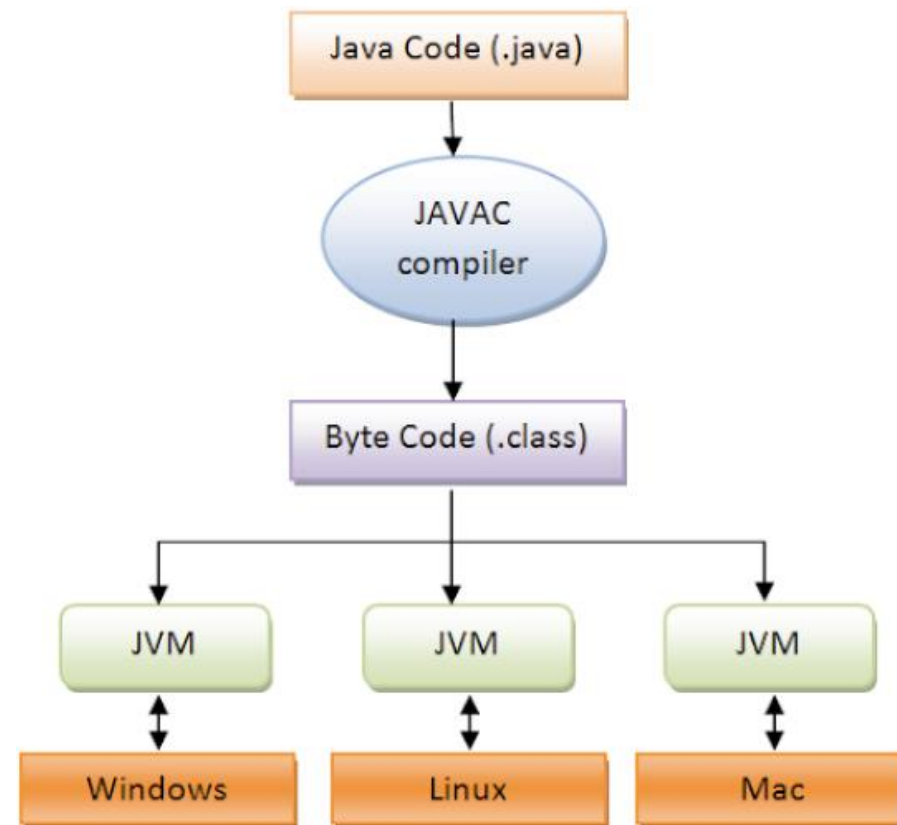 Java Code (.java)
JAVAC
compiler
Byte Code (.class)
JVM
JVM
JVM
Windows
Linux
Mac